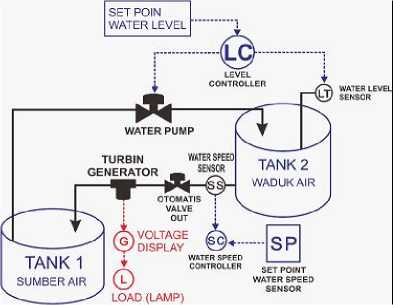 SET POIN
WATER LEVEL
LC
LEVEL
CONTROLLER
LT
WATER LEVEL
SENSOR
WATER PUMP
TURBIN
GENERATOR
WATER SPEED
SENSOR
TANK 2
WADUK AIR
SS
OTOMATIS
VALVE
OUT
G
VOLTAGE
DISPLAY
SC
SP
TANK 1
SUMBER AIR
WATER SPEED
CONTROLLER
SET POINT
WATER SPEED
SENSOR
L
LOAD (LAMP)